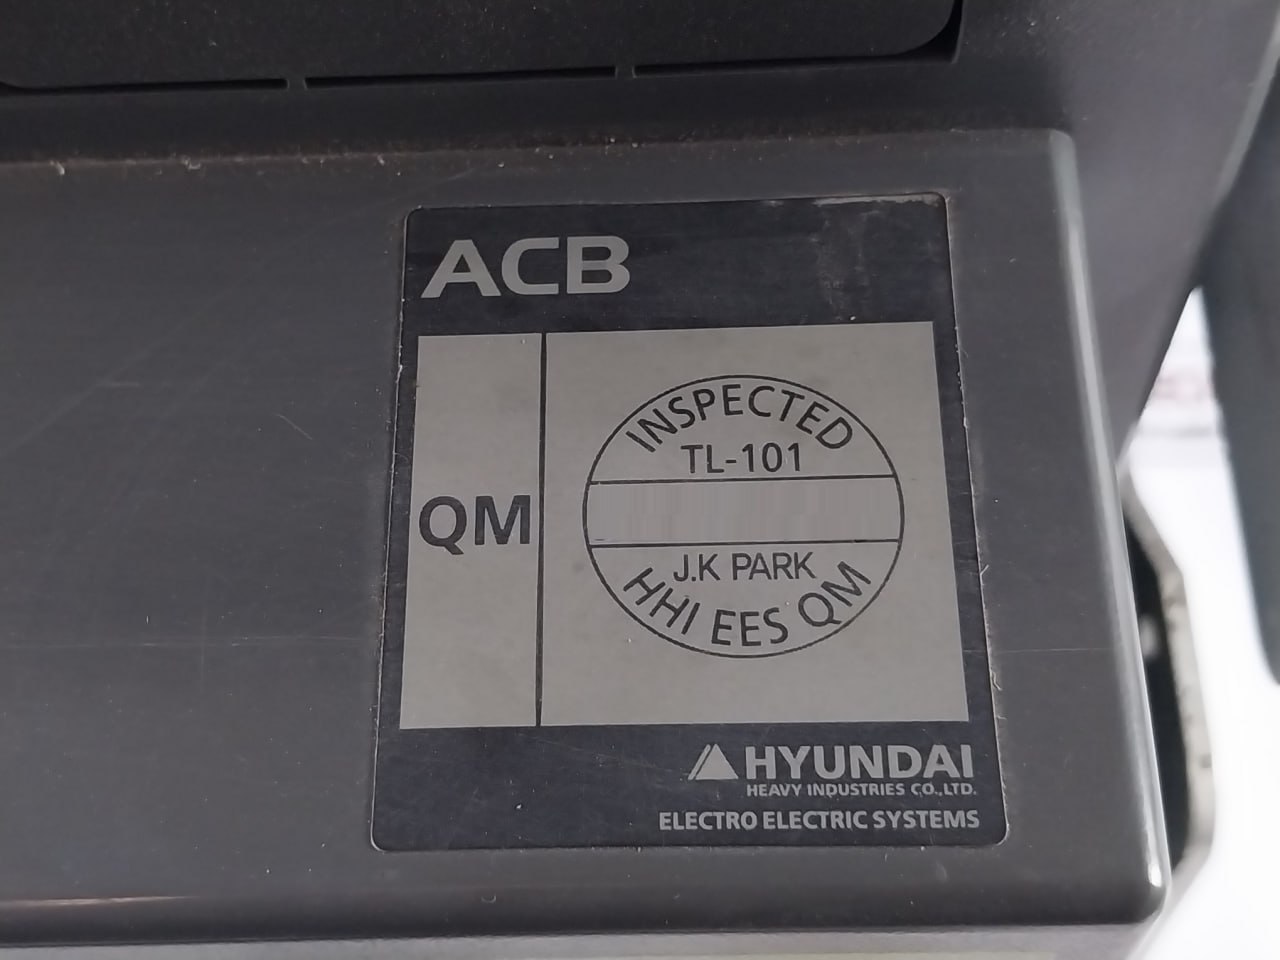 ACB
QM
INSPECTED
TL-101
J.K PARK
HHI EES QM
HYUNDAI
HEAVY INDUSTRIES CO.,LTD.
ELECTRO ELECTRIC SYSTEMS